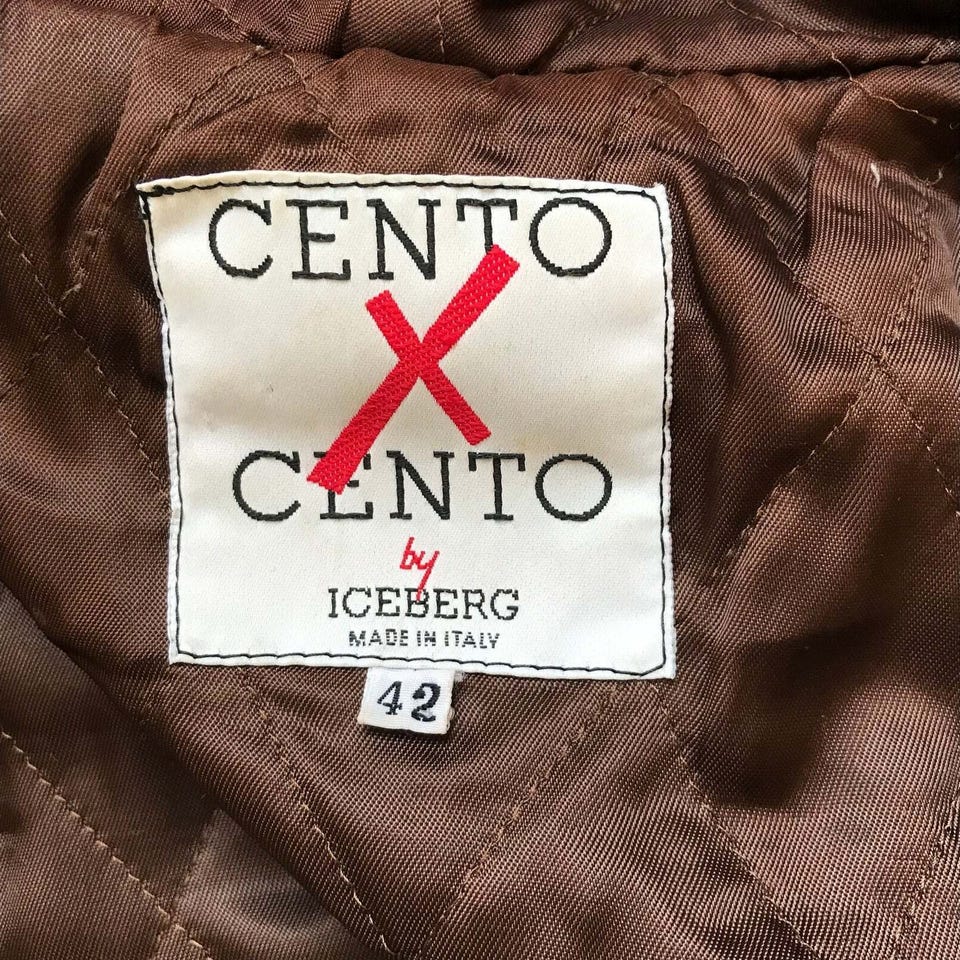 CENTO
X
CENTO
by
ICEBERG
MADE IN ITALY
42